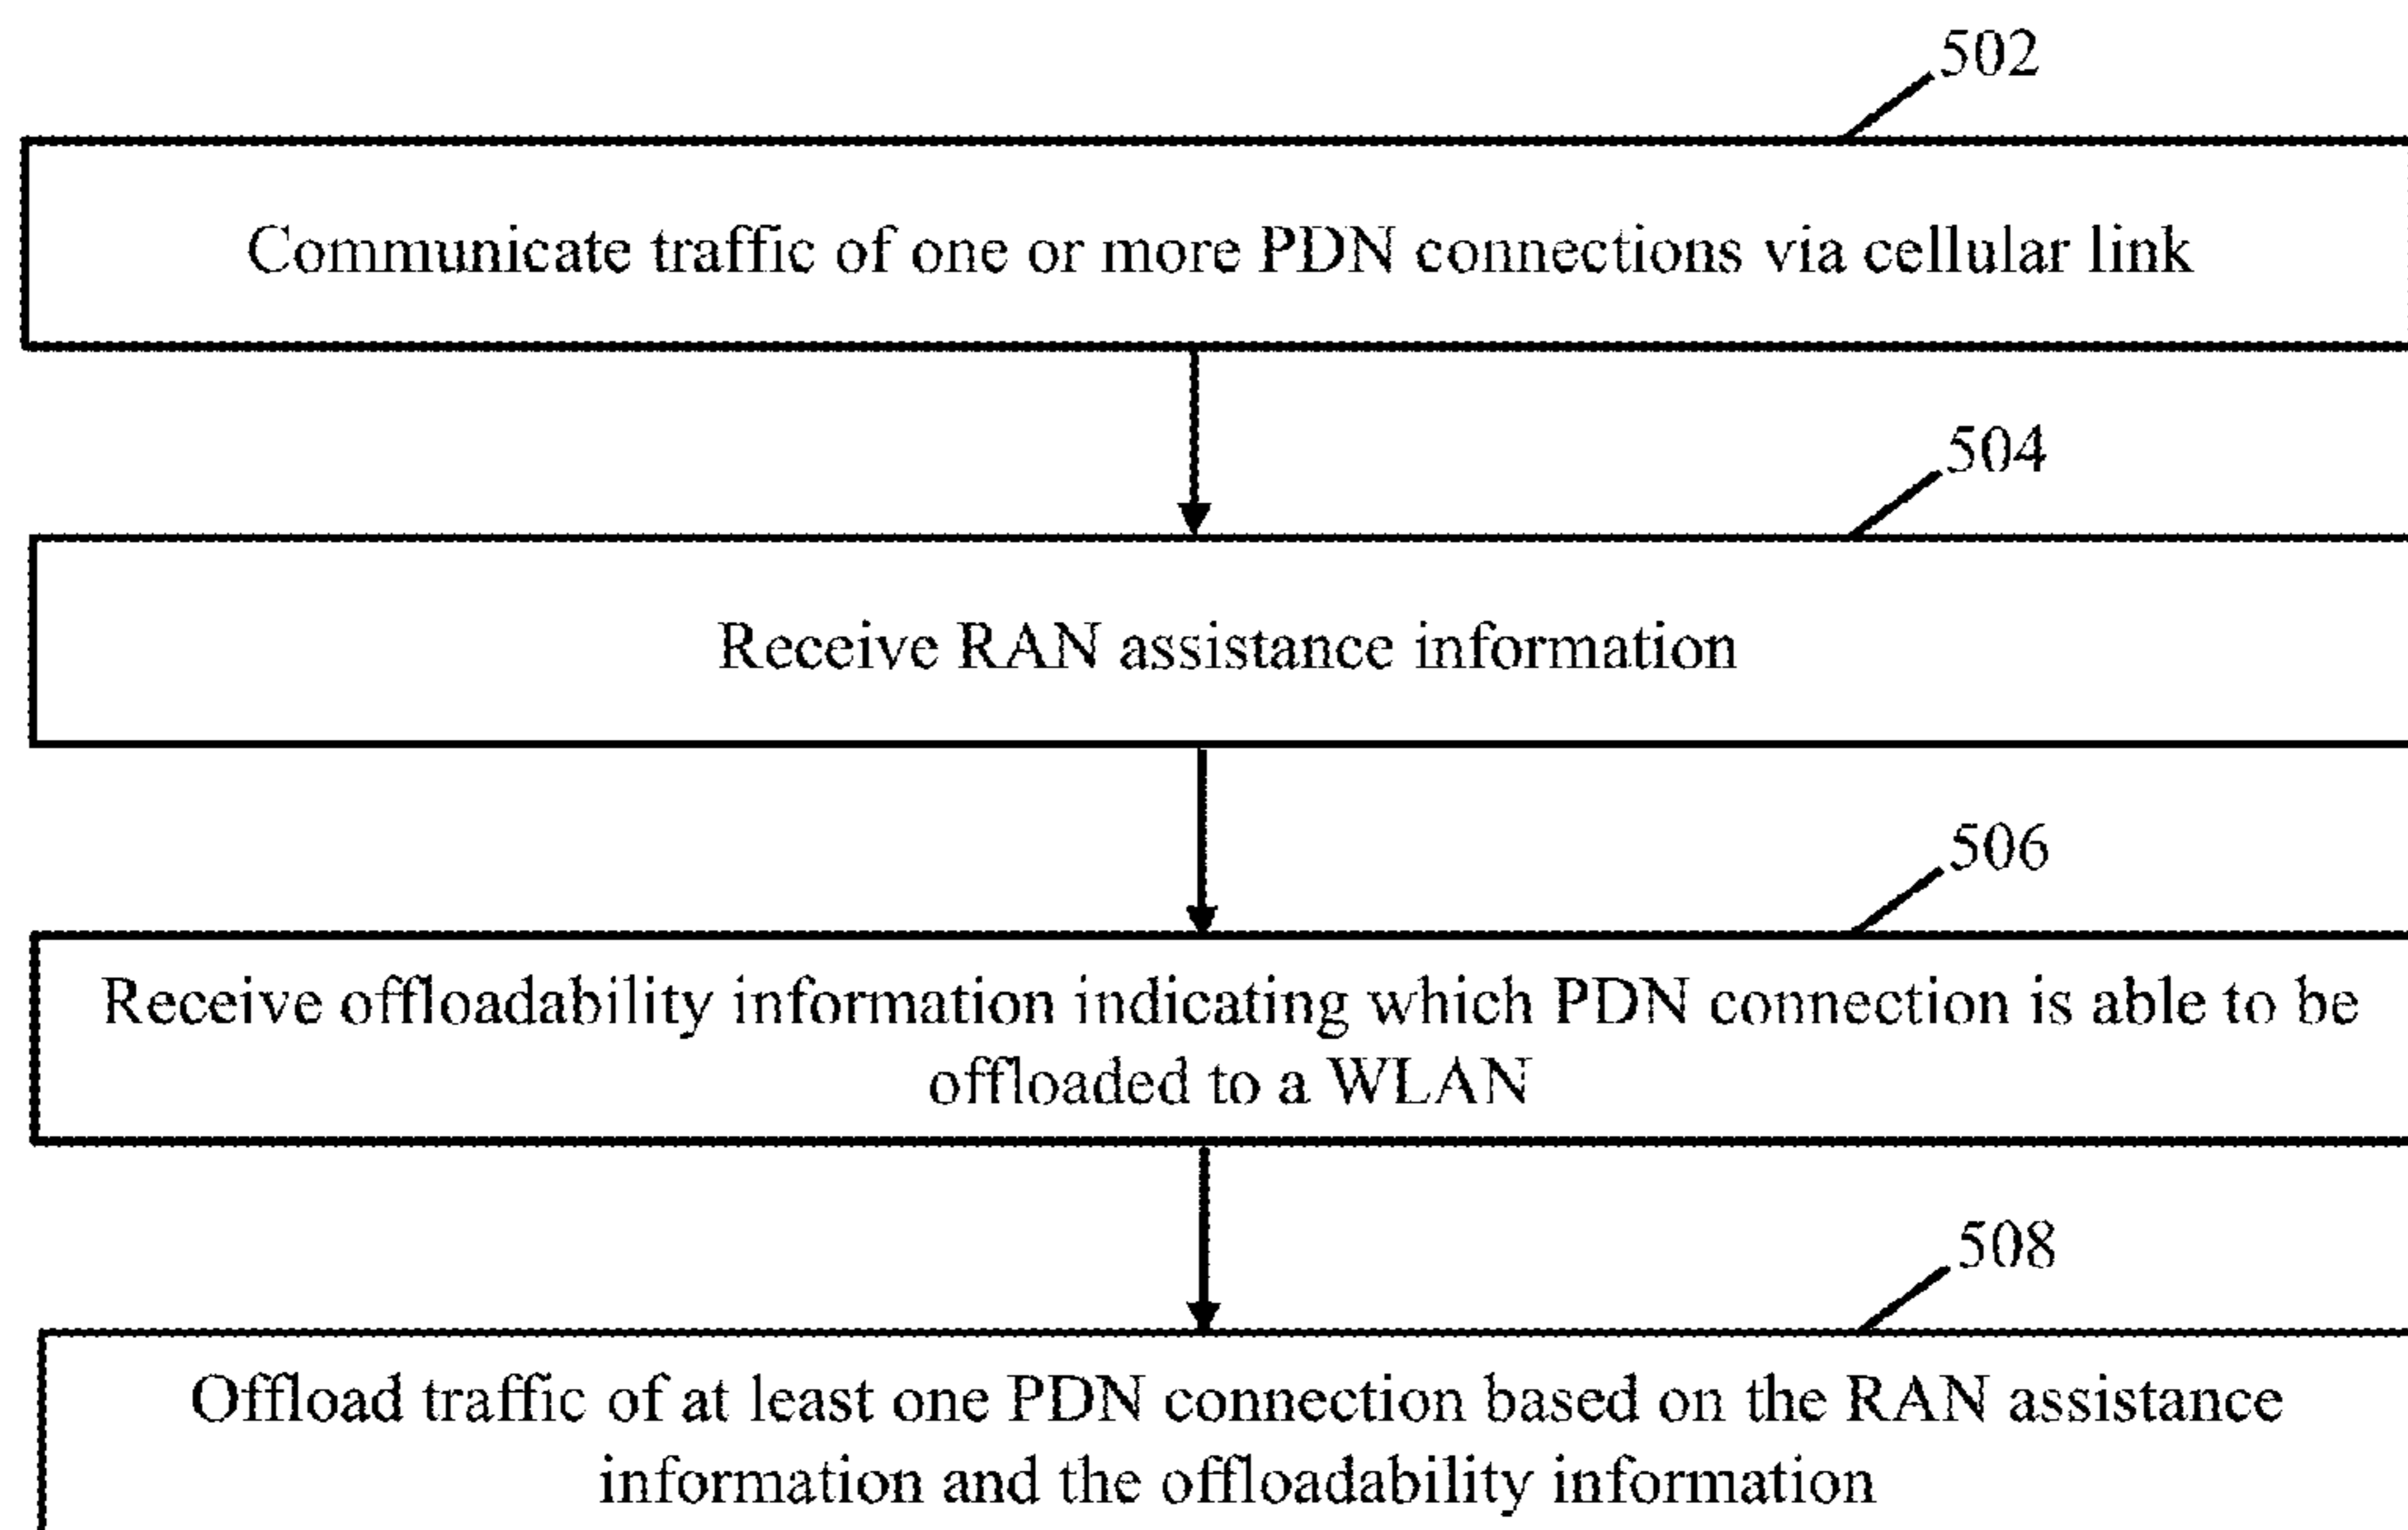 502
Communicate traffic of one or more PDN connections via cellular link
504
Receive RAN assistance information
506
Receive offloadability information indicating which PDN connection is able to be
offloaded to a WLAN
508
Offload traffic of at least one PDN connection based on the RAN assistance
information and the offloadability information